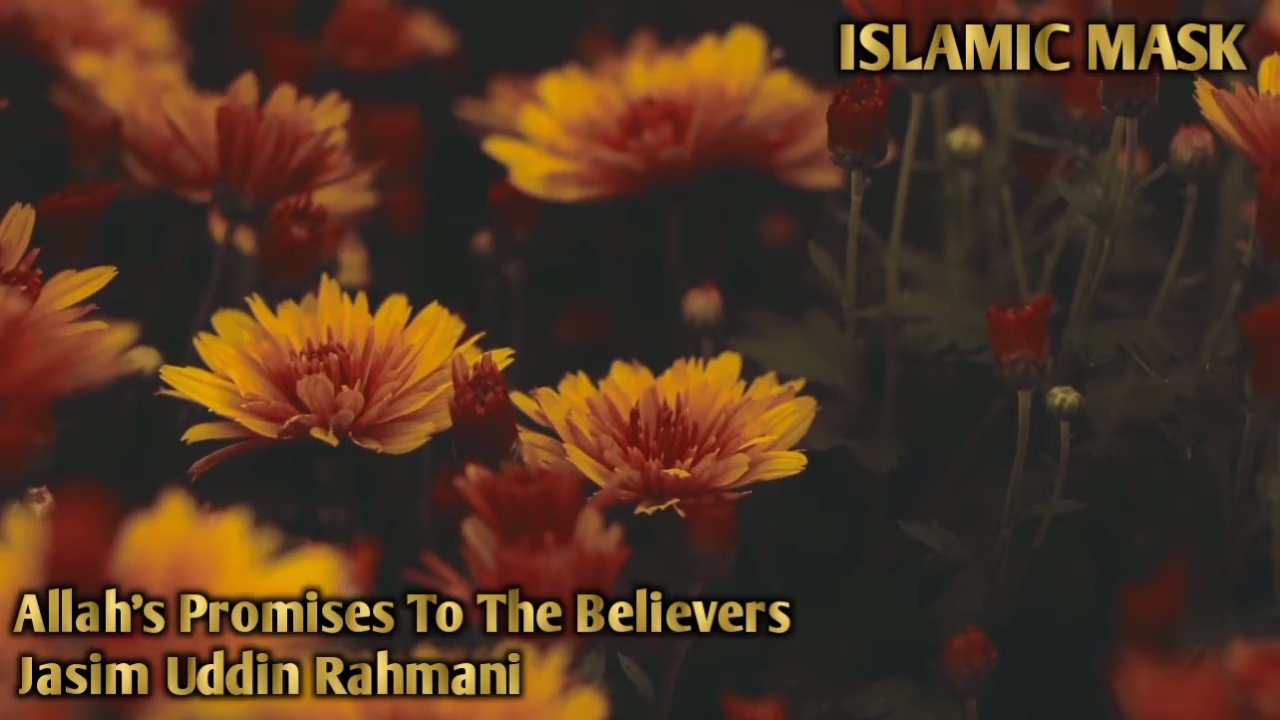 ISLAMIC MASK
Allah's Promises To The Believers
Jasim Uddin Rahmani